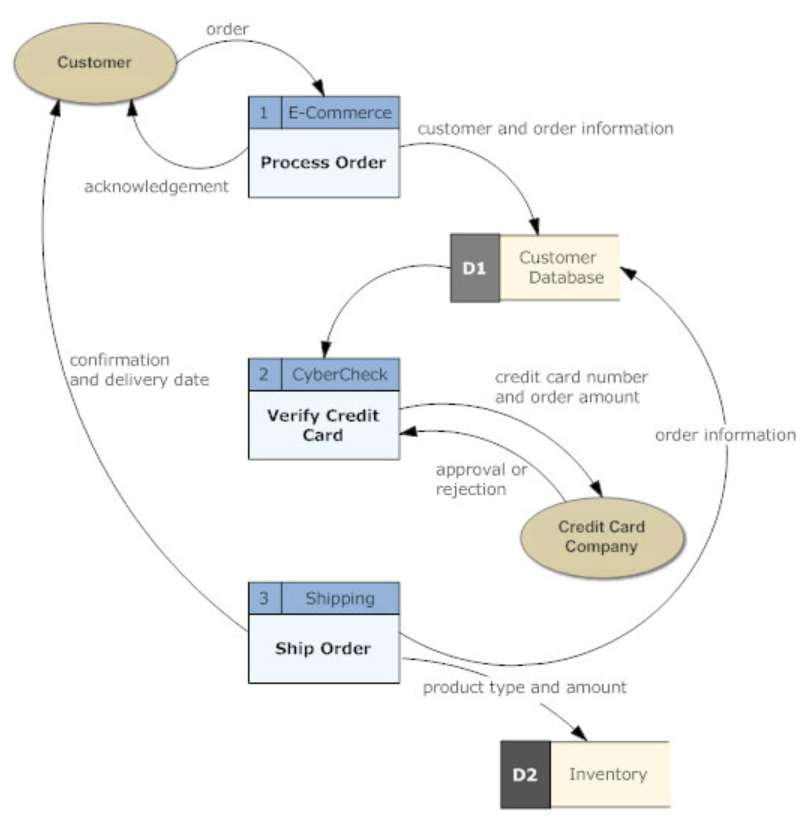 order
Customer
1 E-Commerce
Process Order
customer and order information
acknowledgement
D1
Customer
Database
confirmation
and delivery date
2 CyberCheck
Verify Credit
Card
credit card number
and order amount
order information
approval or
rejection
Credit Card
Company
3 Shipping
Ship Order
product type and amount
D2 Inventory